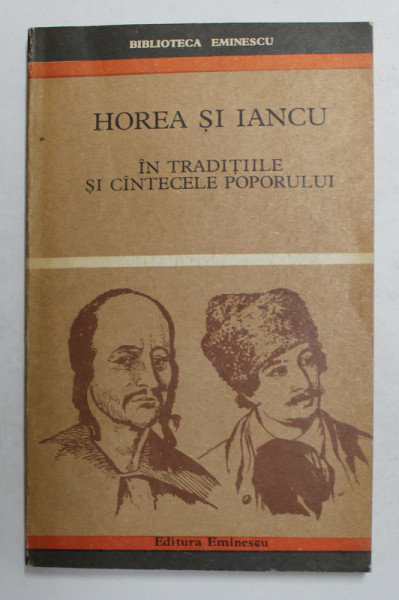 BIBLIOTECA EMINESCU
HOREA ȘI IANCU
ÎN TRADIȚIILE
ȘI CÎNTECELE POPORULUI
Editura Eminescu